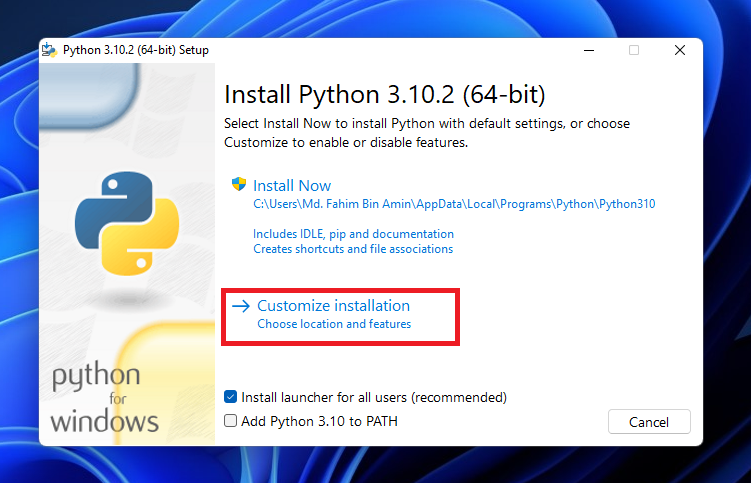 Python 3.10.2 (64-bit) Setup
Install Python 3.10.2 (64-bit)
Select Install Now to install Python with default settings, or choose
Customize to enable or disable features.
Install Now
C:\Users\Md. Fahim Bin Amin\AppData\Local\Programs\Python\Python310
Includes IDLE, pip and documentation
Creates shortcuts and file associations
Customize installation
Choose location and features
python
for
windows
Install launcher for all users (recommended)
Add Python 3.10 to PATH
Cancel